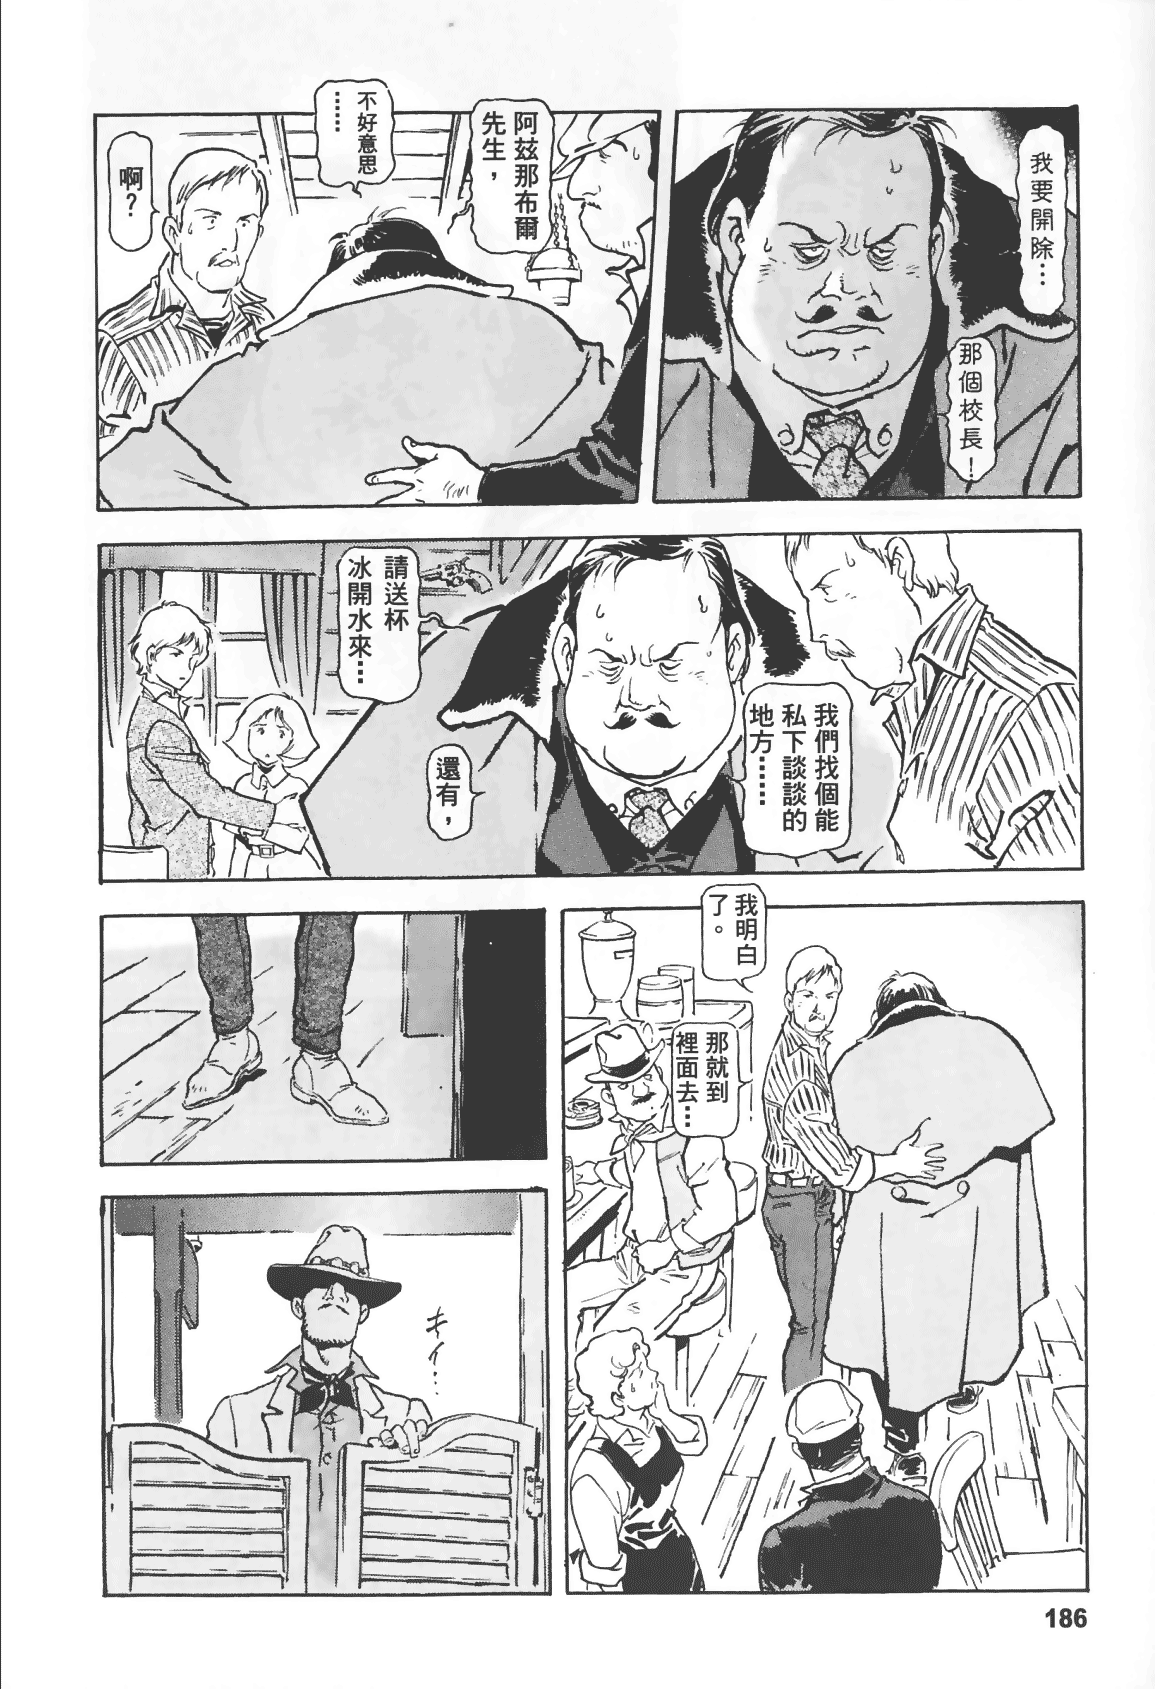 我要開除…
那個校長！
阿茲那布爾
先生，
不好意思
……
啊？
我們找個能
私下談談的
地方……
請送杯
冰開水來…
還有，
我明白
了。
那就到
裡面去…
キイ…
186